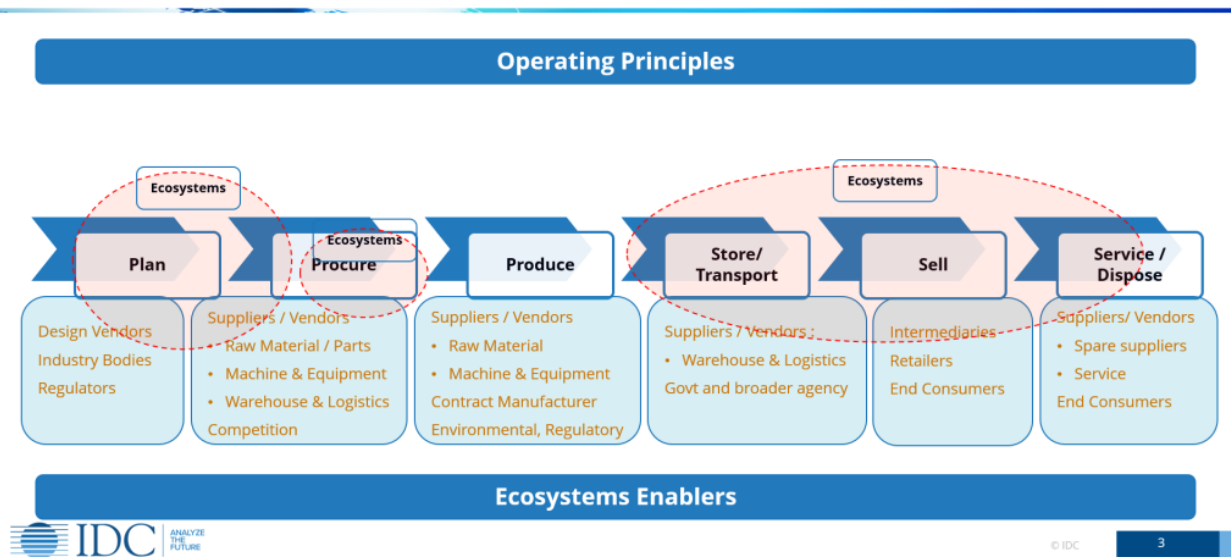 Operating Principles
Ecosystems
Ecosystems
Ecosystems
Plan
Procure
Produce
Store/
Transport
Sell
Service /
Dispose
Design Vendors
Industry Bodies
Regulators
Suppliers / Vendors
• Raw Material / Parts
• Machine & Equipment
• Warehouse & Logistics
Competition
Suppliers / Vendors
• Raw Material
• Machine & Equipment
Contract Manufacturer
Environmental, Regulatory
Suppliers / Vendors :
• Warehouse & Logistics
Govt and broader agency
Intermediaries
Retailers
End Consumers
Suppliers/ Vendors
• Spare suppliers
• Service
End Consumers
Ecosystems Enablers
IDC
ANALYZE
THE
FUTURE
© IDC
3